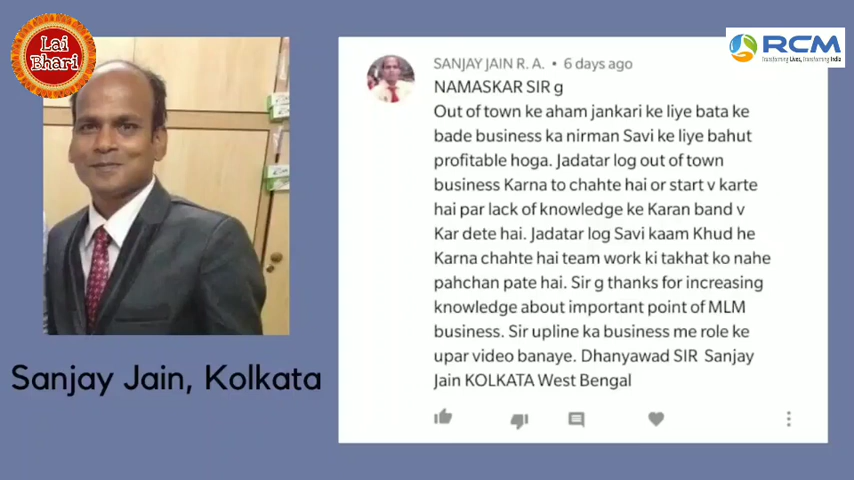 Lai
Bhari
RCM
Transforming Lives, Transforming India
SANJAY JAIN R. A. • 6 days ago
NAMASKAR SIR g
Out of town ke aham jankari ke liye bata ke
bade business ka nirman Savi ke liye bahut
profitable hoga. Jadatar log out of town
business Karna to chahte hai or start v karte
hai par lack of knowledge ke Karan band v
Kar dete hai. Jadatar log Savi kaam Khud he
Karna chahte hai team work ki takhat ko nahe
pahchan pate hai. Sir g thanks for increasing
knowledge about important point of MLM
business. Sir upline ka business me role ke
upar video banaye. Dhanyawad SIR Sanjay
Jain KOLKATA West Bengal
Sanjay Jain, Kolkata